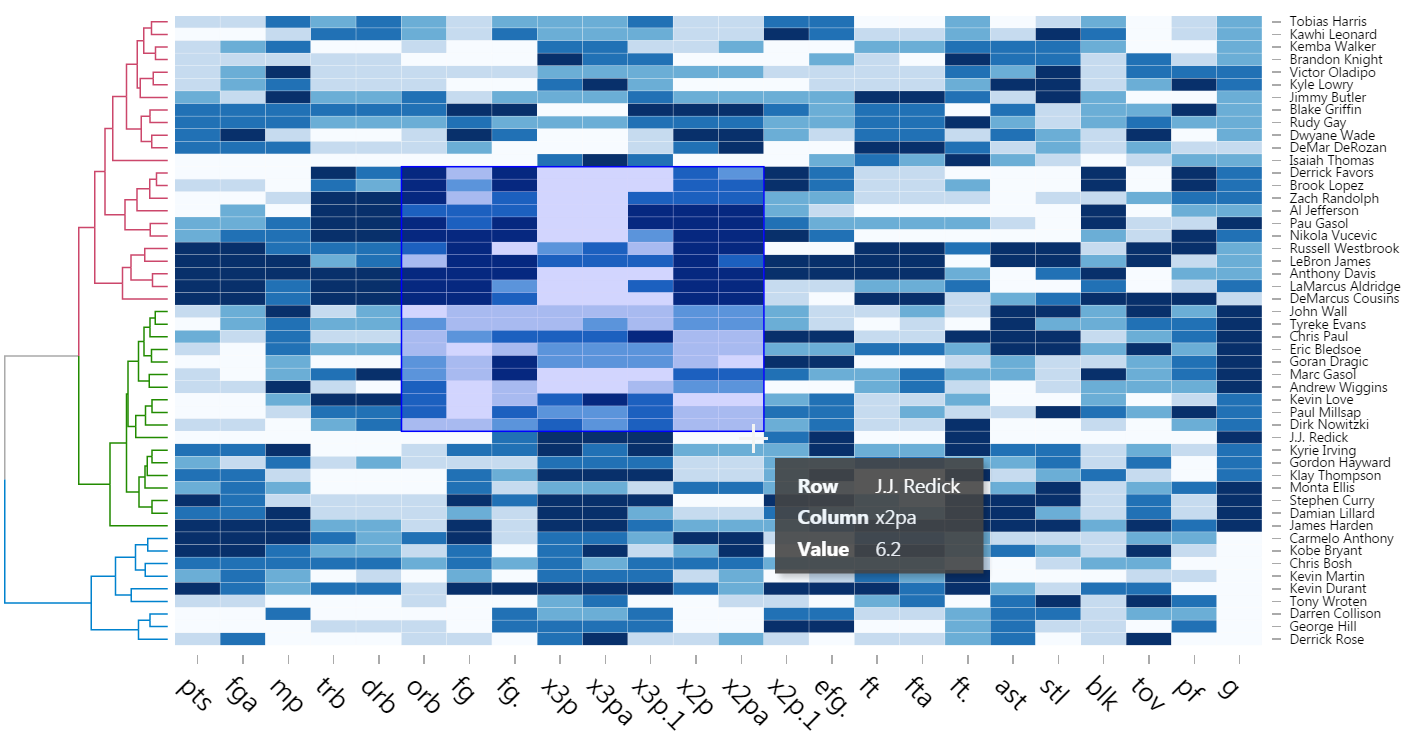 Tobias Harris
Kawhi Leonard
Kemba Walker
Brandon Knight
Victor Oladipo
Kyle Lowry
Jimmy Butler
Blake Griffin
Rudy Gay
Dwyane Wade
DeMar DeRozan
Isaiah Thomas
Derrick Favors
Brook Lopez
Zach Randolph
Al Jefferson
Pau Gasol
Nikola Vucevic
Russell Westbrook
LeBron James
Anthony Davis
LaMarcus Aldridge
DeMarcus Cousins
John Wall
Tyreke Evans
Chris Paul
Eric Bledsoe
Goran Dragic
Marc Gasol
Andrew Wiggins
Kevin Love
Paul Millsap
Dirk Nowitzki
J.J. Redick
Kyrie Irving
Gordon Hayward
Klay Thompson
Monta Ellis
Stephen Curry
Damian Lillard
James Harden
Carmelo Anthony
Kobe Bryant
Chris Bosh
Kevin Martin
Kevin Durant
Tony Wroten
Darren Collison
George Hill
Derrick Rose
Row J.J. Redick
Column x2pa
Value 6.2
pts fga mp trb drb orb fg fg. x3p x3pa x3p.1 x2p x2pa x2p.1 efg. ft fta ft. ast stl blk tov pf g